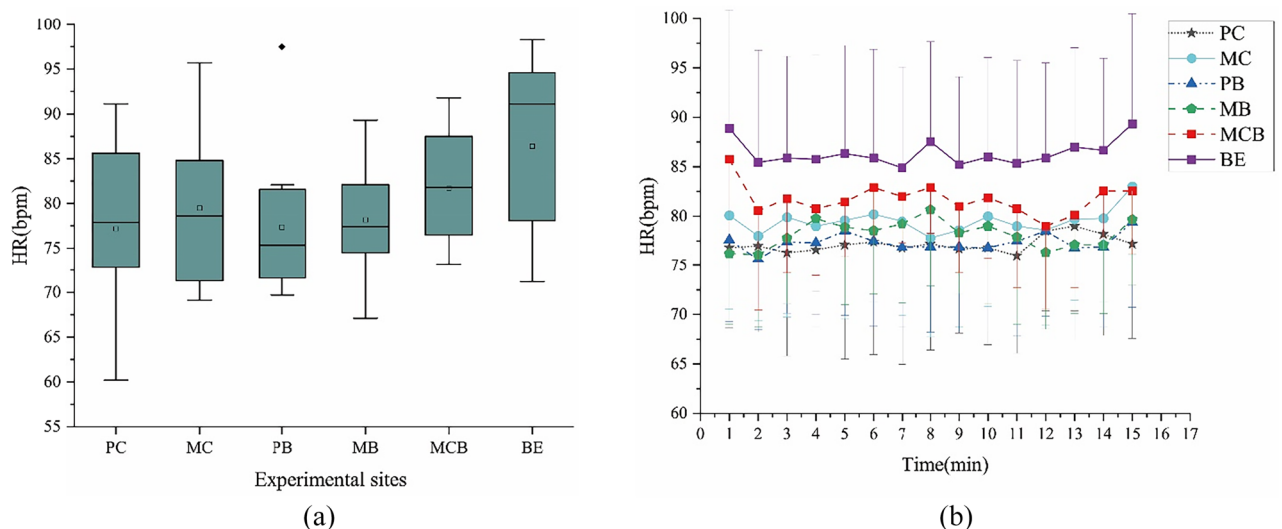 100
95
90
85
80
75
70
65
60
55
HR(bpm)
PC MC PB MB MCB BE
Experimental sites
(a)
100
95
90
85
80
75
70
65
60
HR(bpm)
0 1 2 3 4 5 6 7 8 9 10 11 12 13 14 15 16 17
Time(min)
PC
MC
PB
MB
MCB
BE
(b)